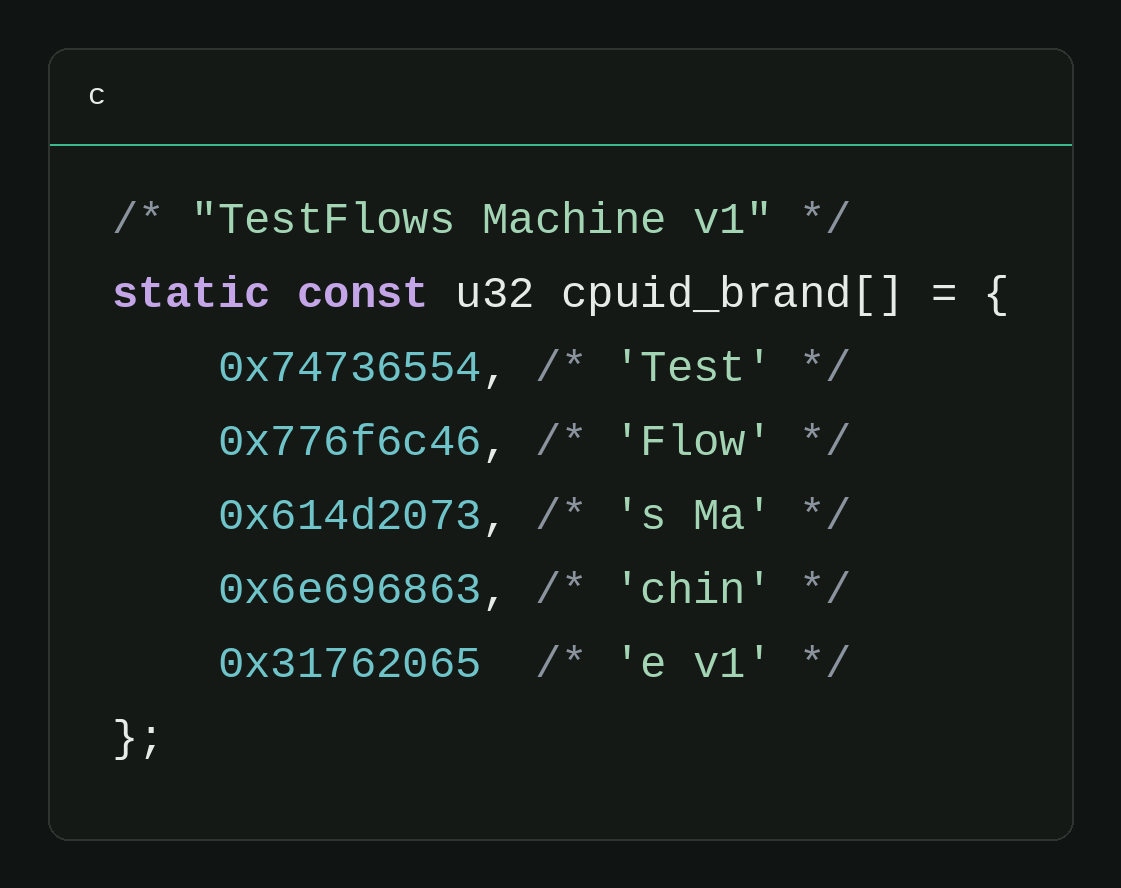 c
/* "TestFlows Machine v1" */
static const u32 cpuid_brand[] = {
    0x74736554, /* 'Test' */
    0x776f6c46, /* 'Flow' */
    0x614d2073, /* 's Ma' */
    0x6e696863, /* 'chin' */
    0x31762065  /* 'e v1' */
};